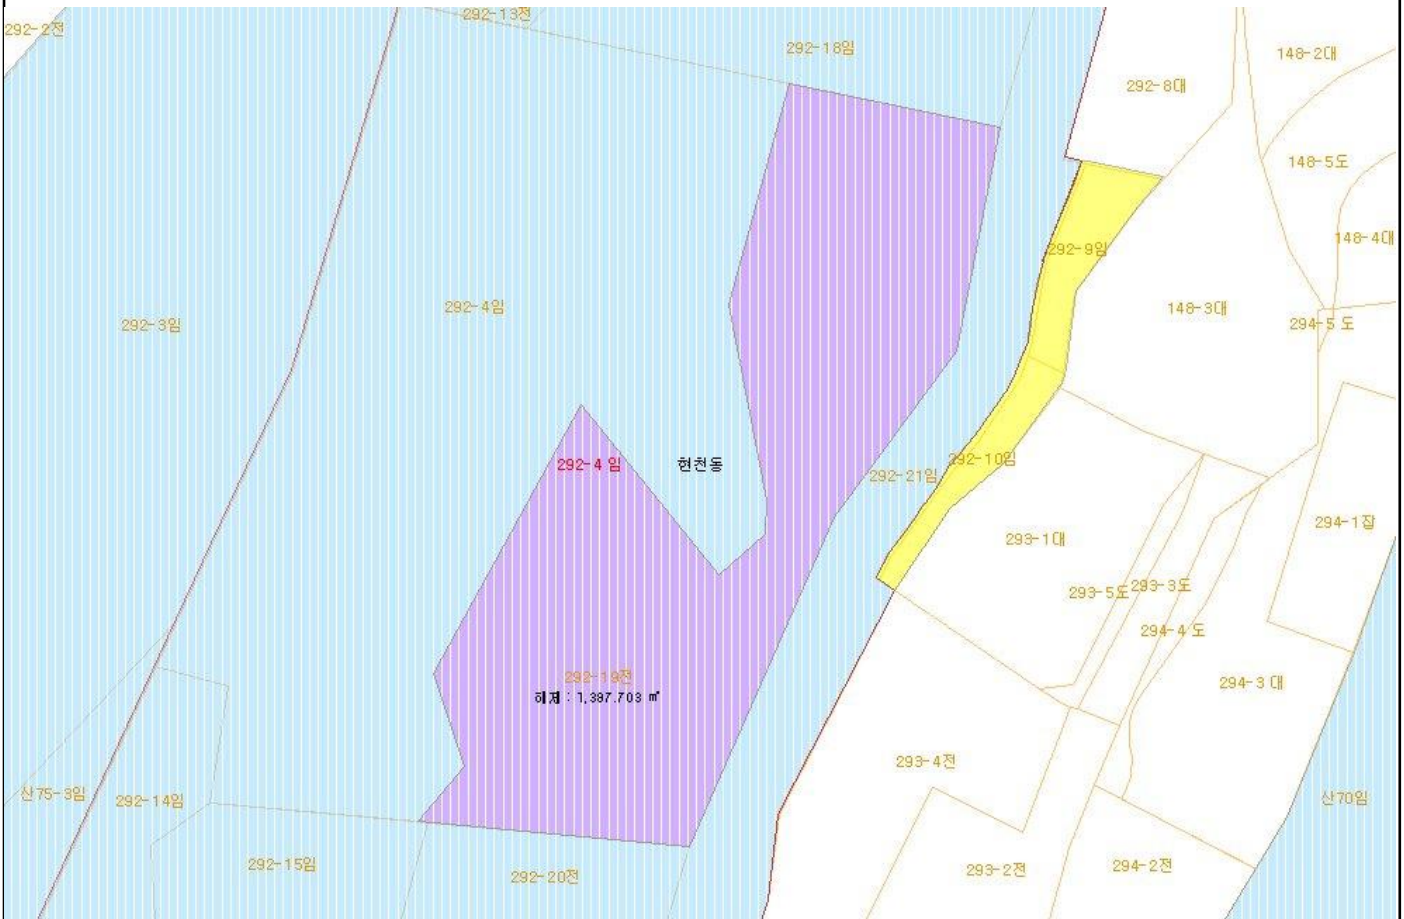 292-13전
292-2전
292-18임
148-2대
292-8대
148-5도
148-4대
292-9임
292-4임
148-3대
292-3임
294-5 도
292-4 임
현천동
292-10임
292-21임
294-1잡
293-1대
293-5도
293-3도
294-4 도
292-19전
294-3 대
해제 : 1,397.703 ㎡
293-4전
산75-3임
292-14임
산70임
292-15임
292-20전
293-2전
294-2전